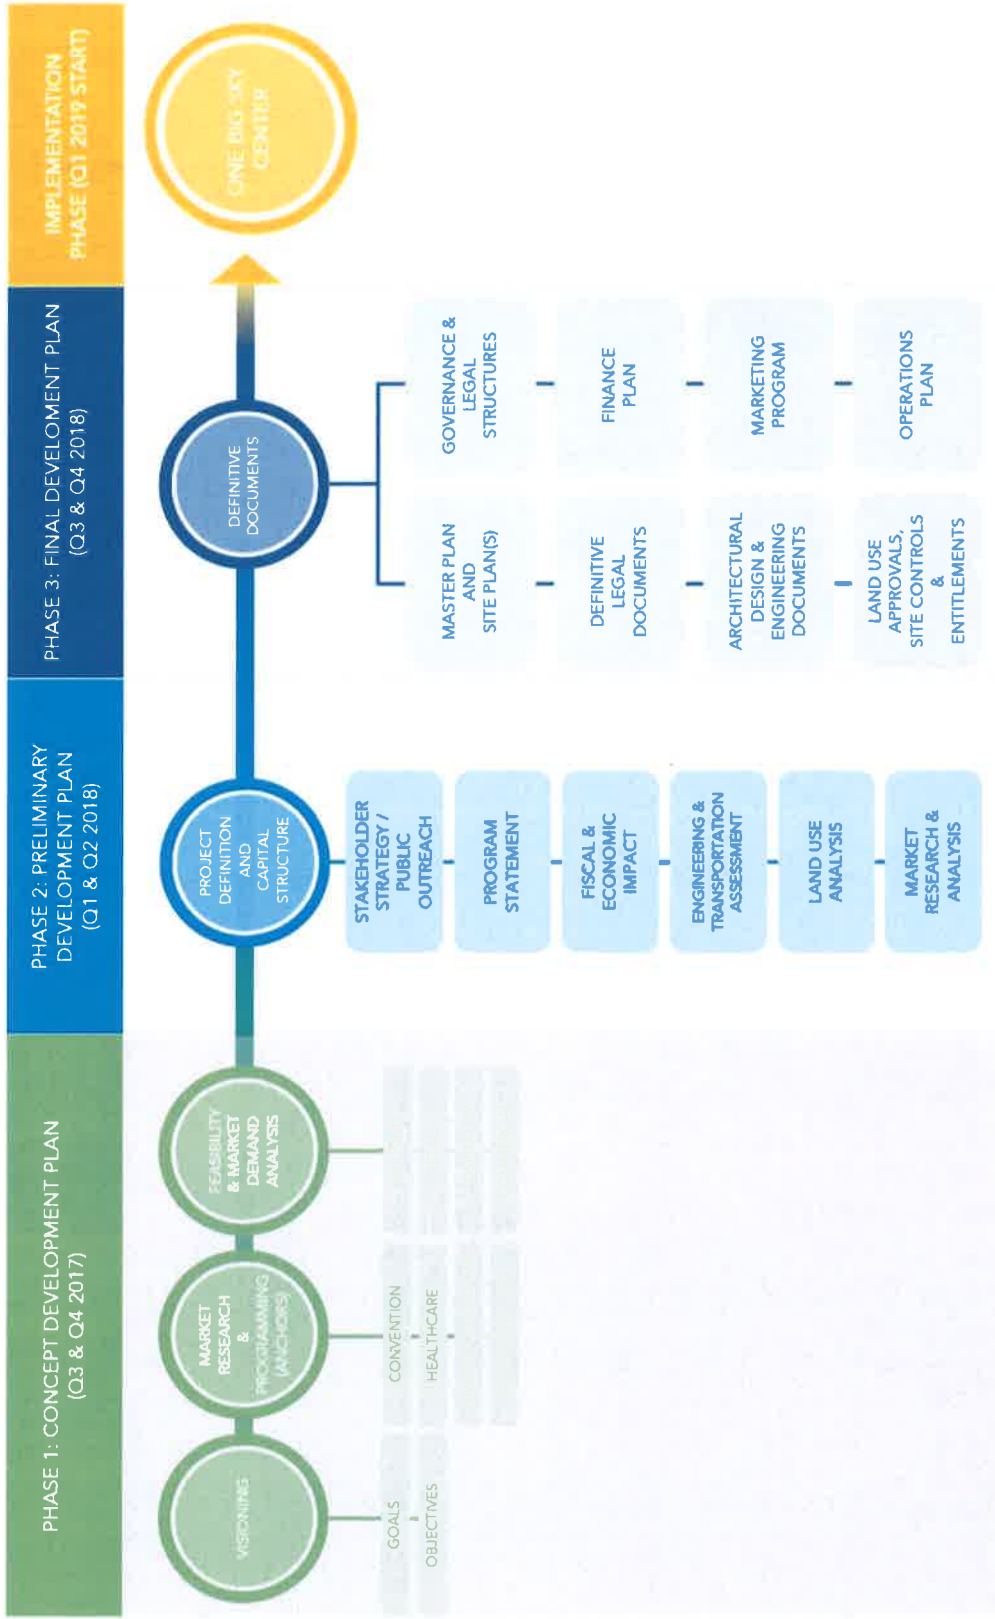 PHASE 1: CONCEPT DEVELOPMENT PLAN
(Q3 & Q4 2017)
VISIONING
GOALS
OBJECTIVES
MARKET
RESEARCH
&
PROGRAMMING
(ANCHORS)
CONVENTION
HEALTHCARE
FEASIBILITY
& MARKET
DEMAND
ANALYSIS
PHASE 2: PRELIMINARY
DEVELOPMENT PLAN
(Q1 & Q2 2018)
PROJECT
DEFINITION
AND
CAPITAL
STRUCTURE
STAKEHOLDER
STRATEGY /
PUBLIC
OUTREACH
PROGRAM
STATEMENT
FISCAL &
ECONOMIC
IMPACT
ENGINEERING &
TRANSPORTATION
ASSESSMENT
LAND USE
ANALYSIS
MARKET
RESEARCH &
ANALYSIS
PHASE 3: FINAL DEVELOMENT PLAN
(Q3 & Q4 2018)
DEFINITIVE
DOCUMENTS
MASTER PLAN
AND
SITE PLAN(S)
DEFINITIVE
LEGAL
DOCUMENTS
ARCHITECTURAL
DESIGN &
ENGINEERING
DOCUMENTS
LAND USE
APPROVALS,
SITE CONTROLS
&
ENTITLEMENTS
GOVERNANCE &
LEGAL
STRUCTURES
FINANCE
PLAN
MARKETING
PROGRAM
OPERATIONS
PLAN
IMPLEMENTATION
PHASE (Q1 2019 START)
ONE BIG SKY
CENTER